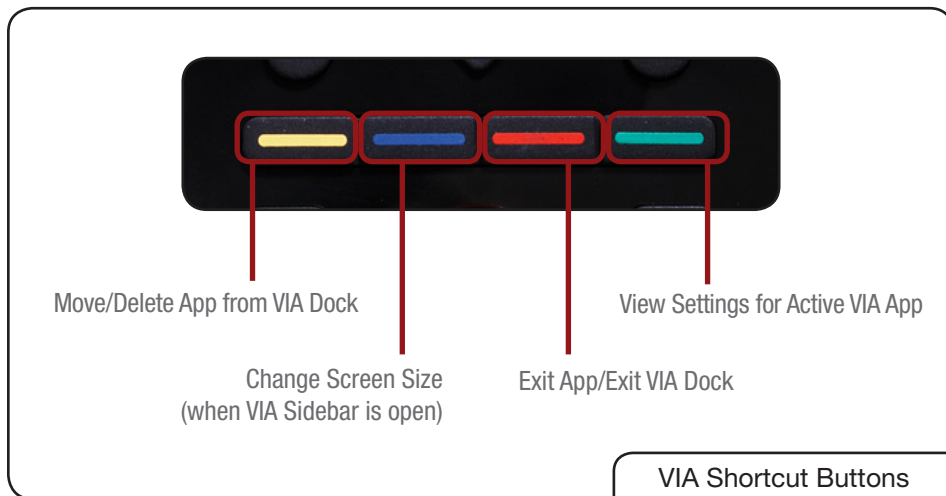 Move/Delete App from VIA Dock
View Settings for Active VIA App
Change Screen Size
(when VIA Sidebar is open)
Exit App/Exit VIA Dock
VIA Shortcut Buttons